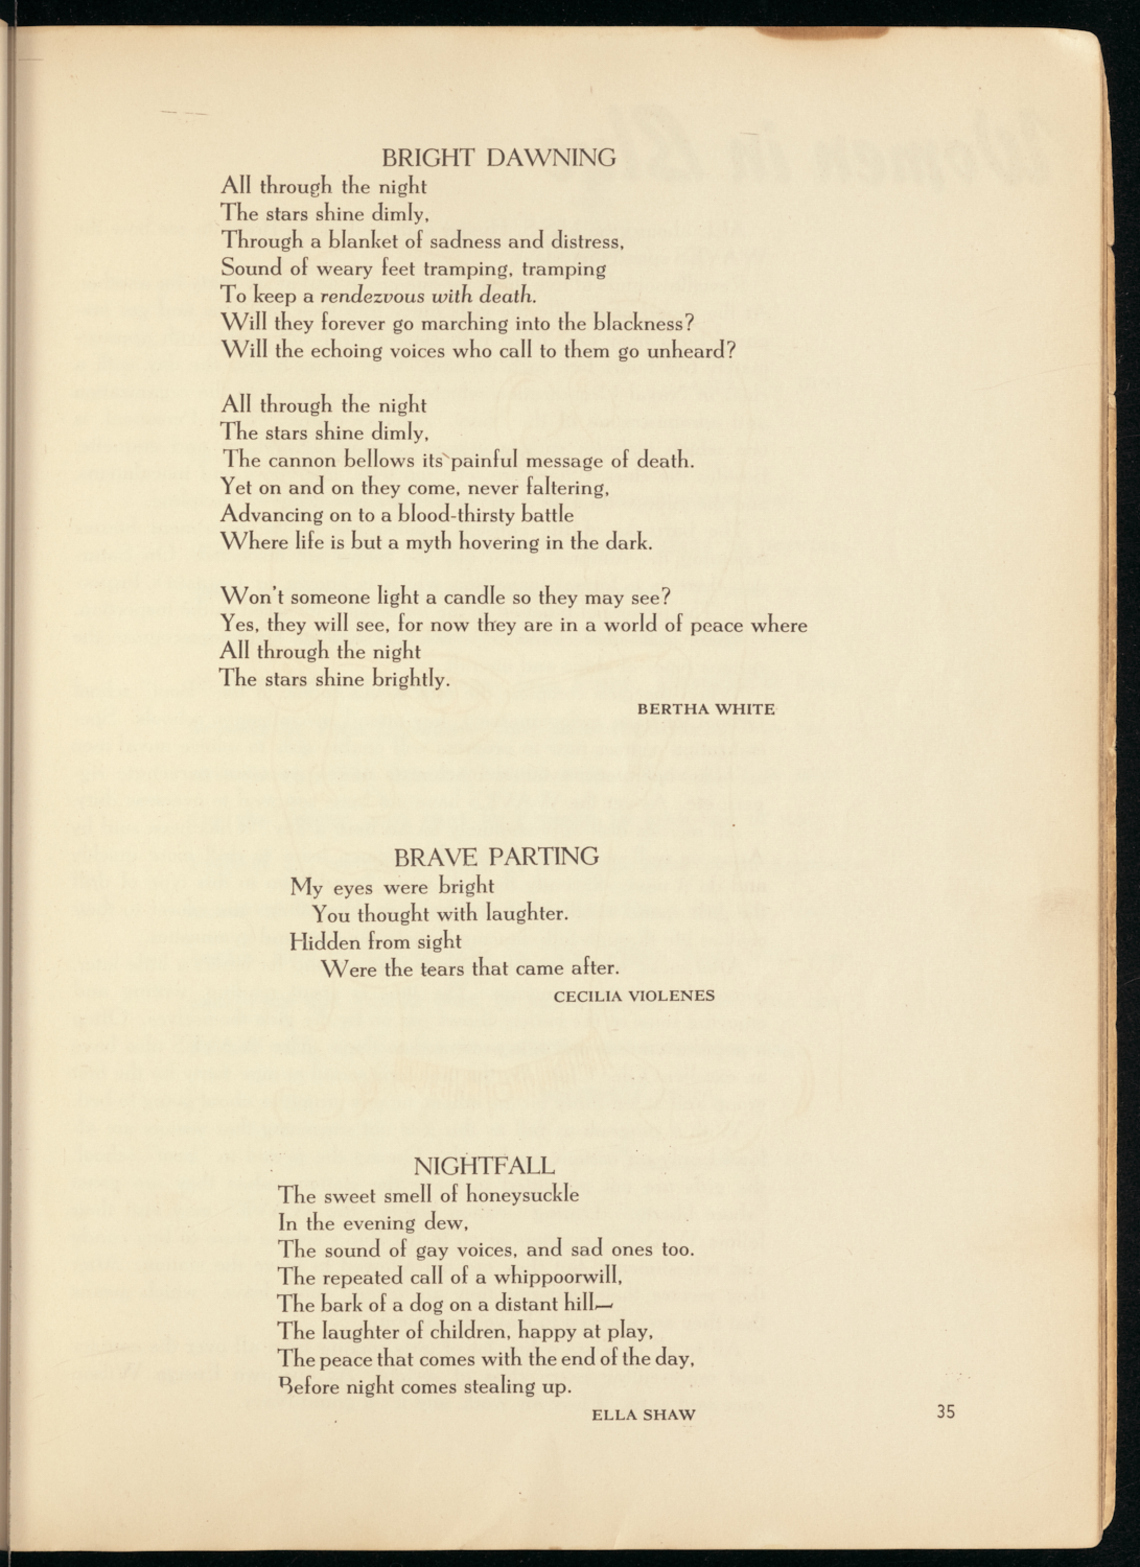 BRIGHT DAWNING
All through the night
The stars shine dimly,
Through a blanket of sadness and distress,
Sound of weary feet tramping, tramping
To keep a rendezvous with death.
Will they forever go marching into the blackness?
Will the echoing voices who call to them go unheard?
All through the night
The stars shine dimly,
The cannon bellows its painful message of death.
Yet on and on they come, never faltering,
Advancing on to a blood-thirsty battle
Where life is but a myth hovering in the dark.
Won't someone light a candle so they may see?
Yes, they will see, for now they are in a world of peace where
All through the night
The stars shine brightly.
BERTHA WHITE
BRAVE PARTING
My eyes were bright
You thought with laughter.
Hidden from sight
Were the tears that came after.
CECILIA VIOLENES
NIGHTFALL
The sweet smell of honeysuckle
In the evening dew,
The sound of gay voices, and sad ones too.
The repeated call of a whippoorwill,
The bark of a dog on a distant hill—
The laughter of children, happy at play,
The peace that comes with the end of the day,
Before night comes stealing up.
ELLA SHAW
35